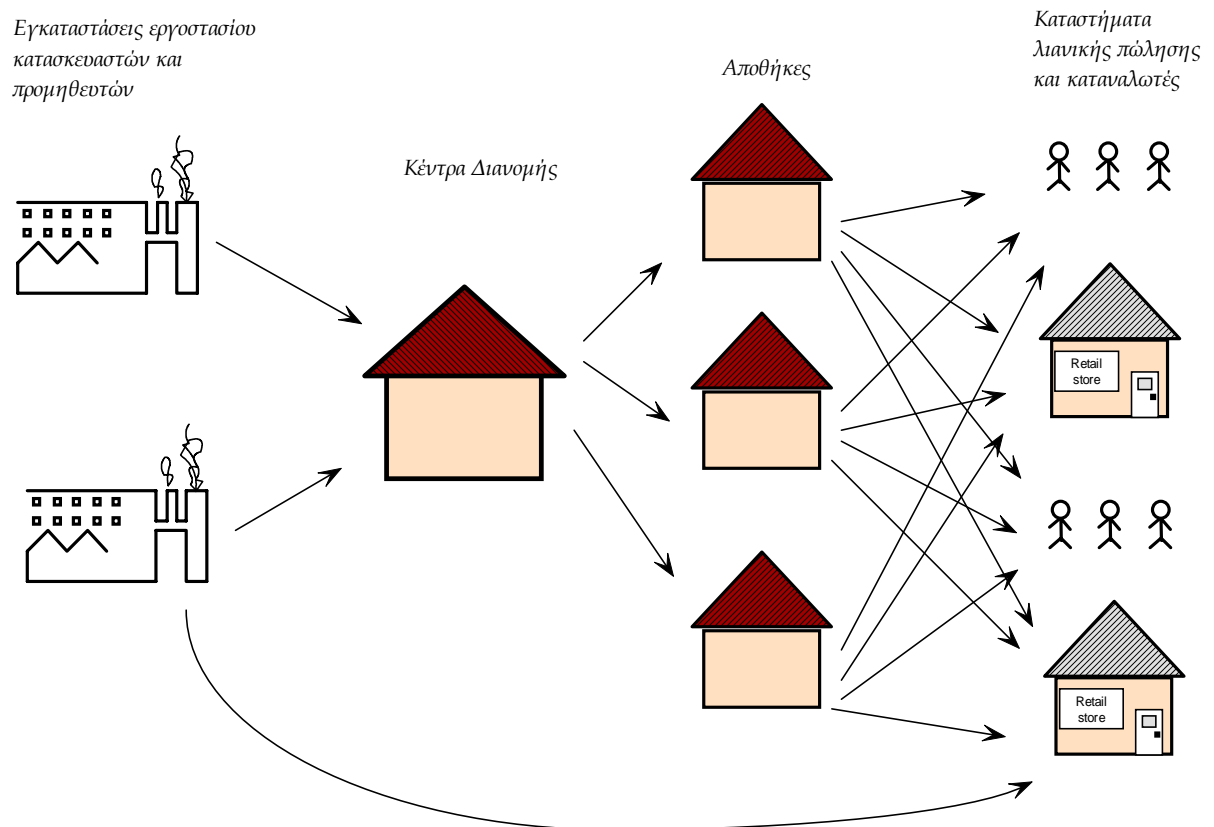 Εγκαταστάσεις εργοστασίου
κατασκευαστών και
προμηθευτών
Κέντρα Διανομής
Αποθήκες
Καταστήματα
λιανικής πώλησης
και καταναλωτές
Retail
store
Retail
store